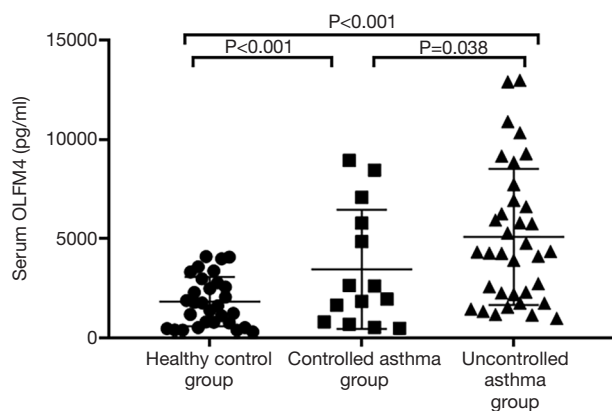 P<0.001
P<0.001
P=0.038
15000
10000
5000
0
Serum OLFM4 (pg/ml)
Healthy control
group
Controlled asthma
group
Uncontrolled
asthma
group